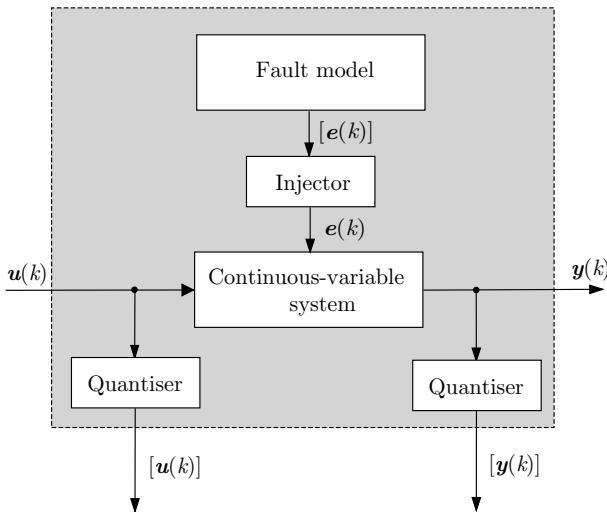 Fault model
[e(k)]
Injector
e(k)
u(k)
Continuous-variable
system
y(k)
Quantiser
Quantiser
[u(k)]
[y(k)]